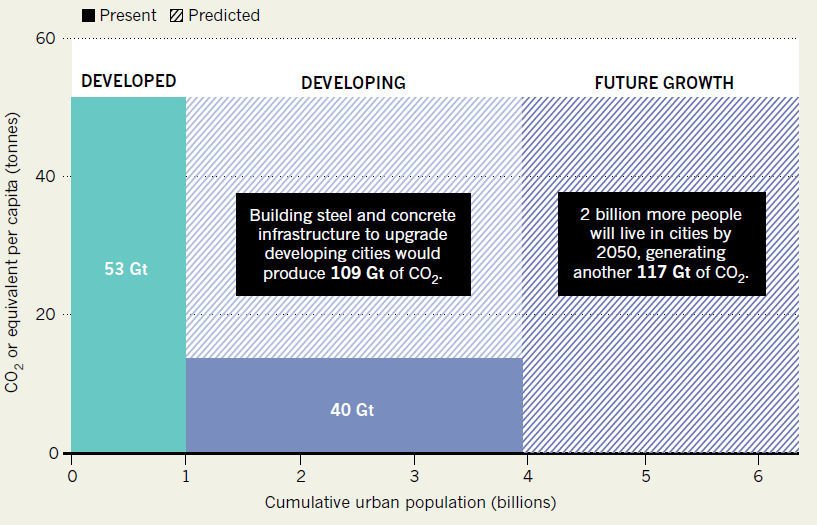 Present Predicted
60
DEVELOPED DEVELOPING FUTURE GROWTH
40
Building steel and concrete
infrastructure to upgrade
developing cities would
produce 109 Gt of CO₂.
2 billion more people
will live in cities by
2050, generating
another 117 Gt of CO₂.
53 Gt
20
40 Gt
0
0 1 2 3 4 5 6
Cumulative urban population (billions)
CO₂ or equivalent per capita (tonnes)